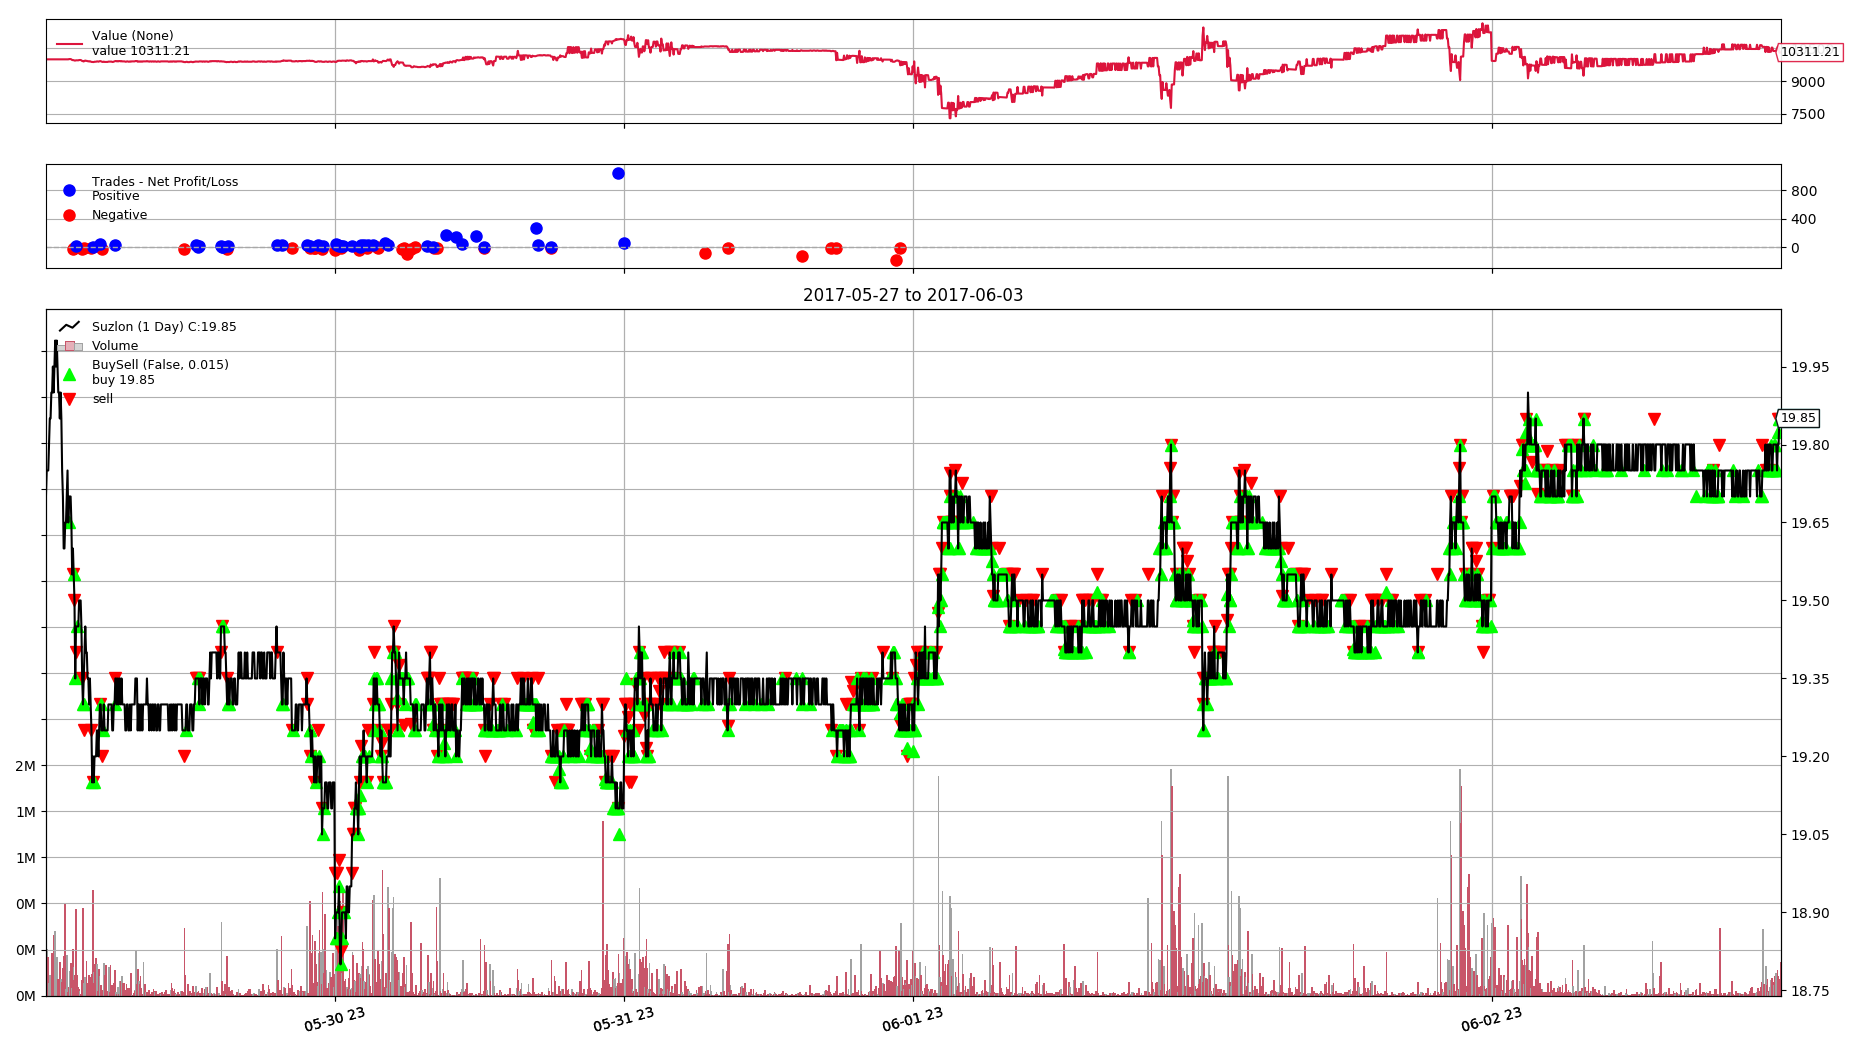 Value (None)
value 10311.21
10311.21
9000
7500
Trades - Net Profit/Loss
Positive
Negative
800
400
0
2017-05-27 to 2017-06-03
Suzlon (1 Day) C:19.85
Volume
BuySell (False, 0.015)
buy 19.85
sell
19.95
19.85
19.80
19.65
19.50
19.35
19.20
19.05
18.90
18.75
2M
1M
1M
0M
0M
0M
05-30 23
05-31 23
06-01 23
06-02 23